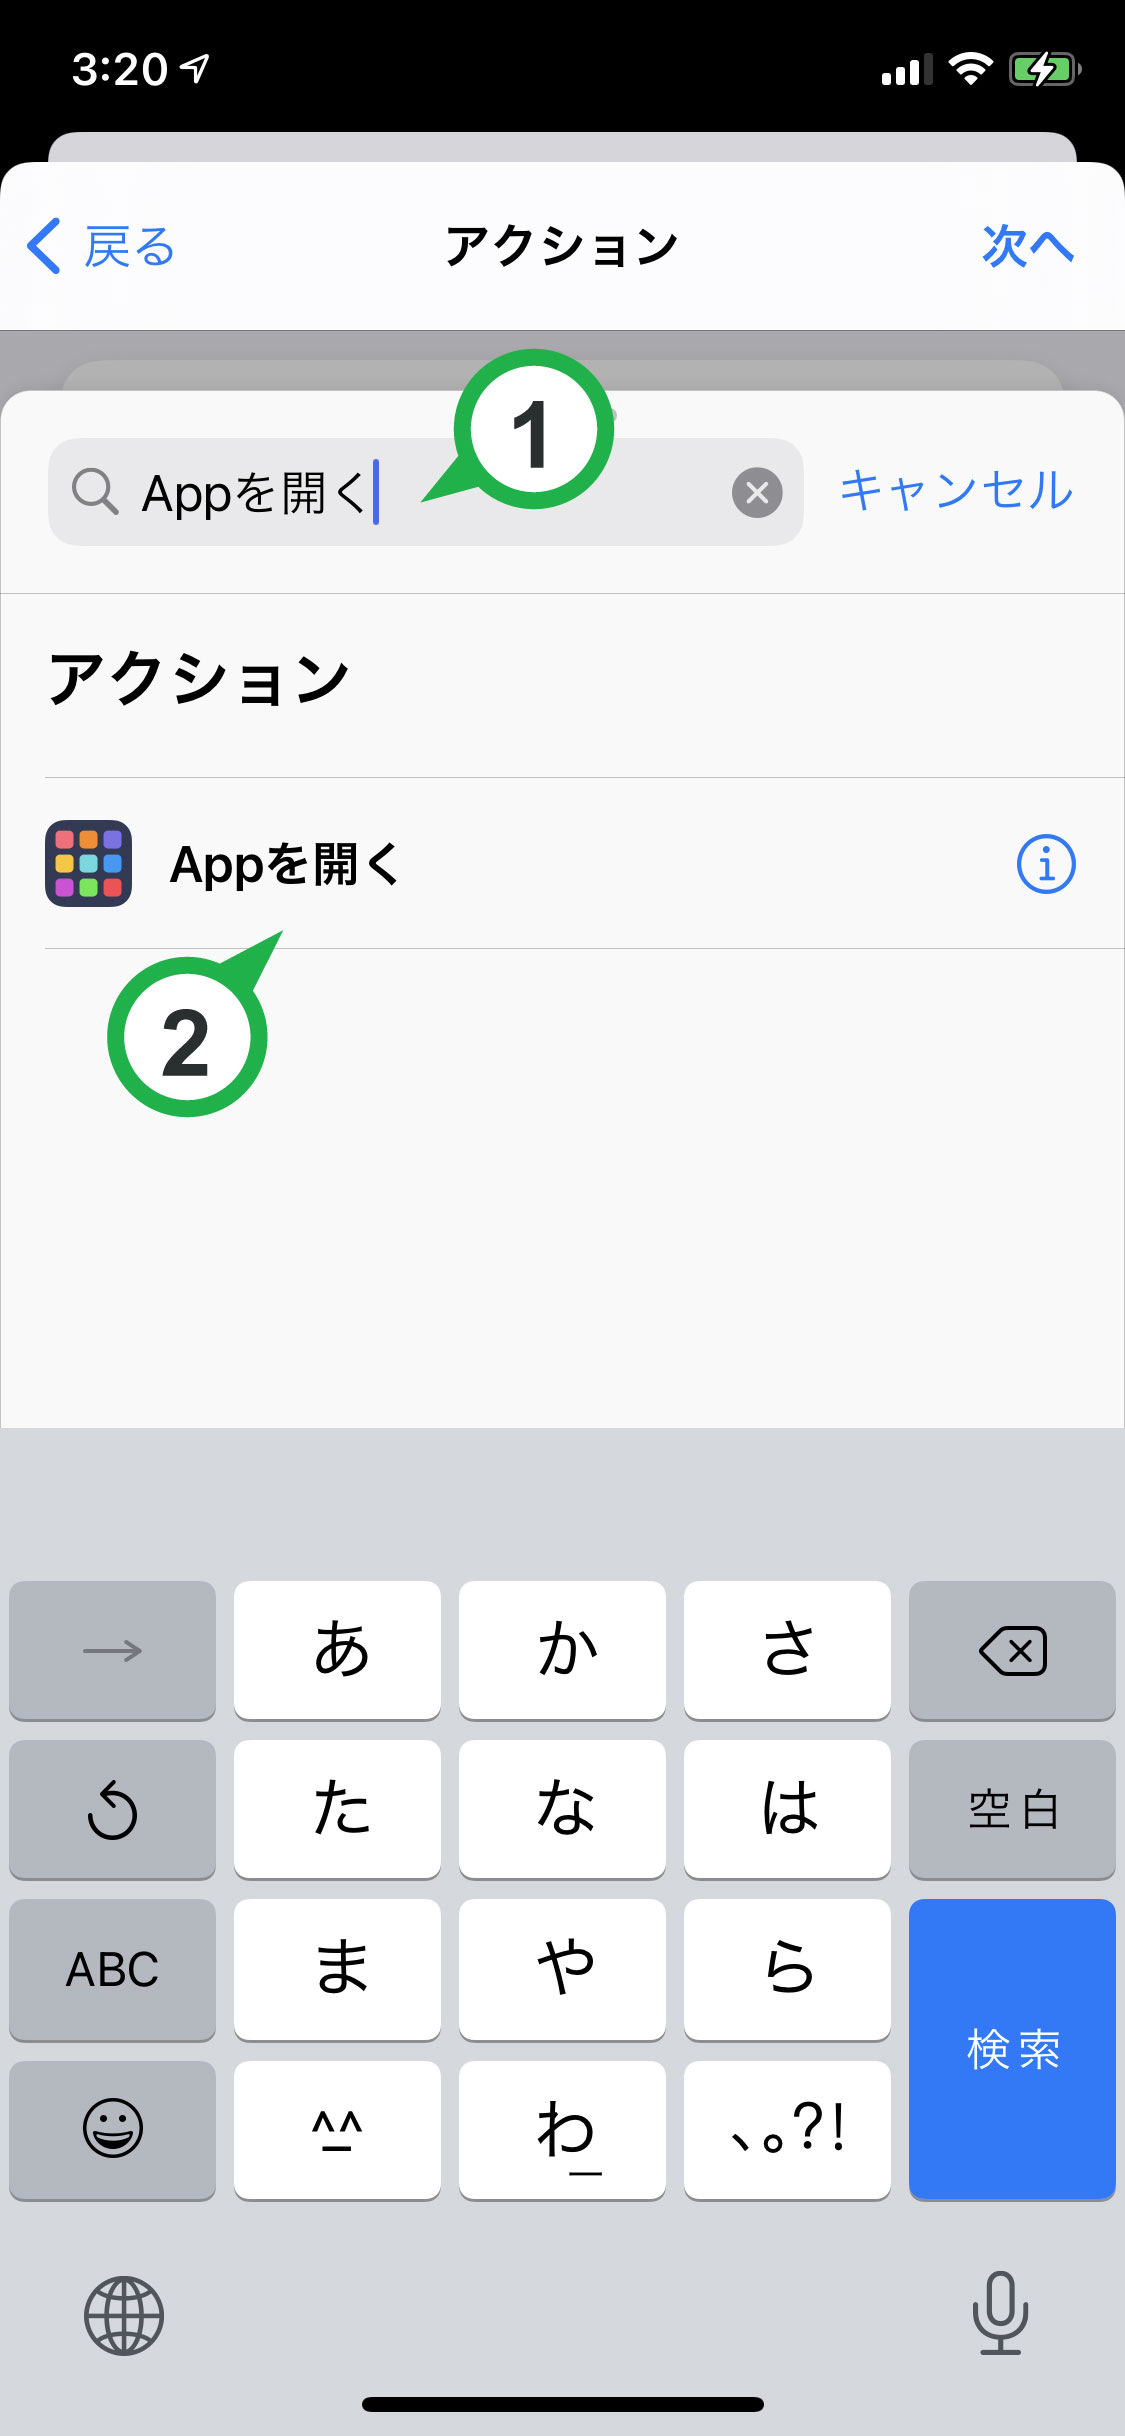 3:20
戻る アクション 次へ
1
Appを開く キャンセル
アクション
Appを開く
2
→ あ か さ
た な は 空白
ABC ま や ら
検索
^_^ わ_ 、。?!